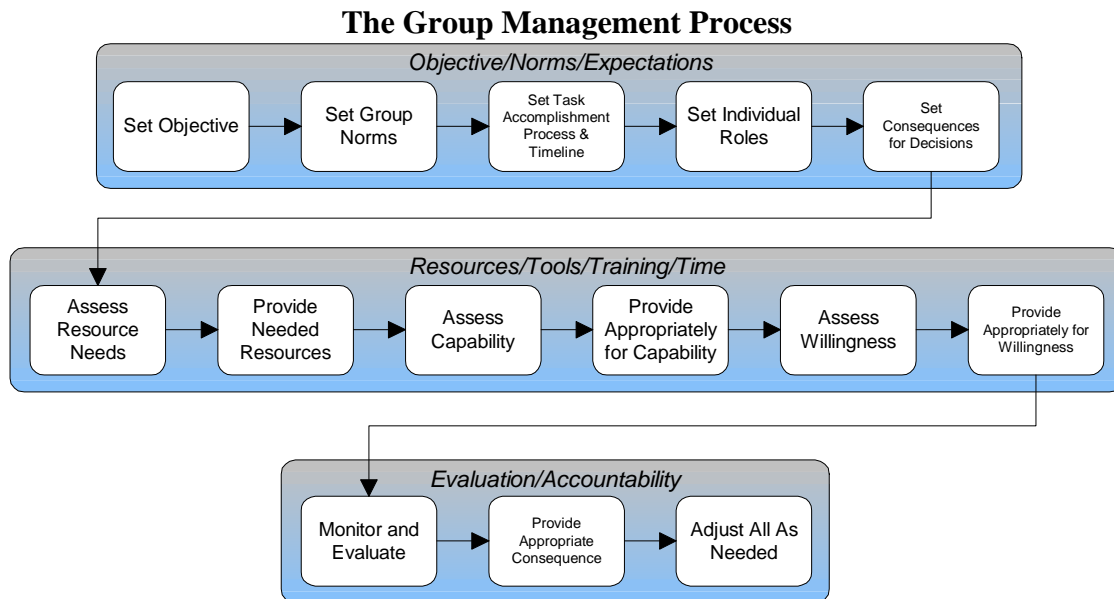 The Group Management Process
Objective/Norms/Expectations
Set Objective
Set Group
Norms
Set Task
Accomplishment
Process &
Timeline
Set Individual
Roles
Set
Consequences
for Decisions
Resources/Tools/Training/Time
Assess
Resource
Needs
Provide
Needed
Resources
Assess
Capability
Provide
Appropriately
for Capability
Assess
Willingness
Provide
Appropriately for
Willingness
Evaluation/Accountability
Monitor and
Evaluate
Provide
Appropriate
Consequence
Adjust All As
Needed